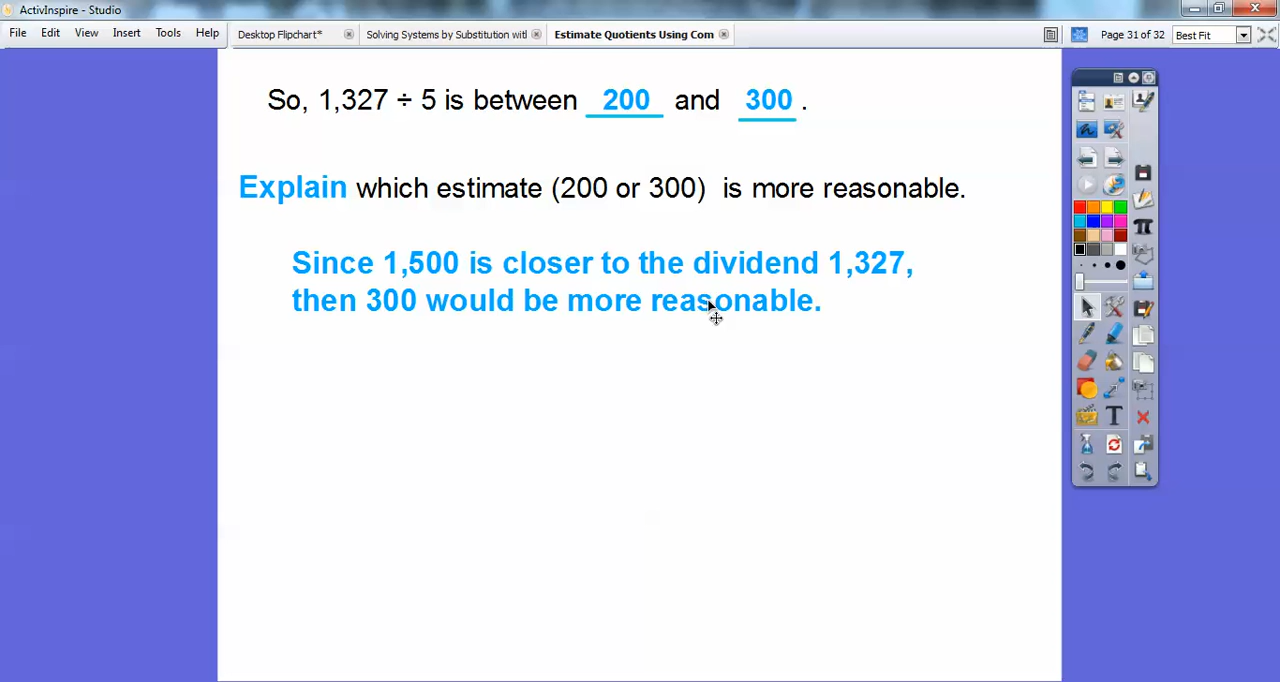 ActivInspire - Studio
File Edit View Insert Tools Help
Desktop Flipchart* Solving Systems by Substitution witl Estimate Quotients Using Com
Page 31 of 32 Best Fit
So, 1,327 ÷ 5 is between 200 and 300 .
Explain which estimate (200 or 300) is more reasonable.
Since 1,500 is closer to the dividend 1,327,
then 300 would be more reasonable.